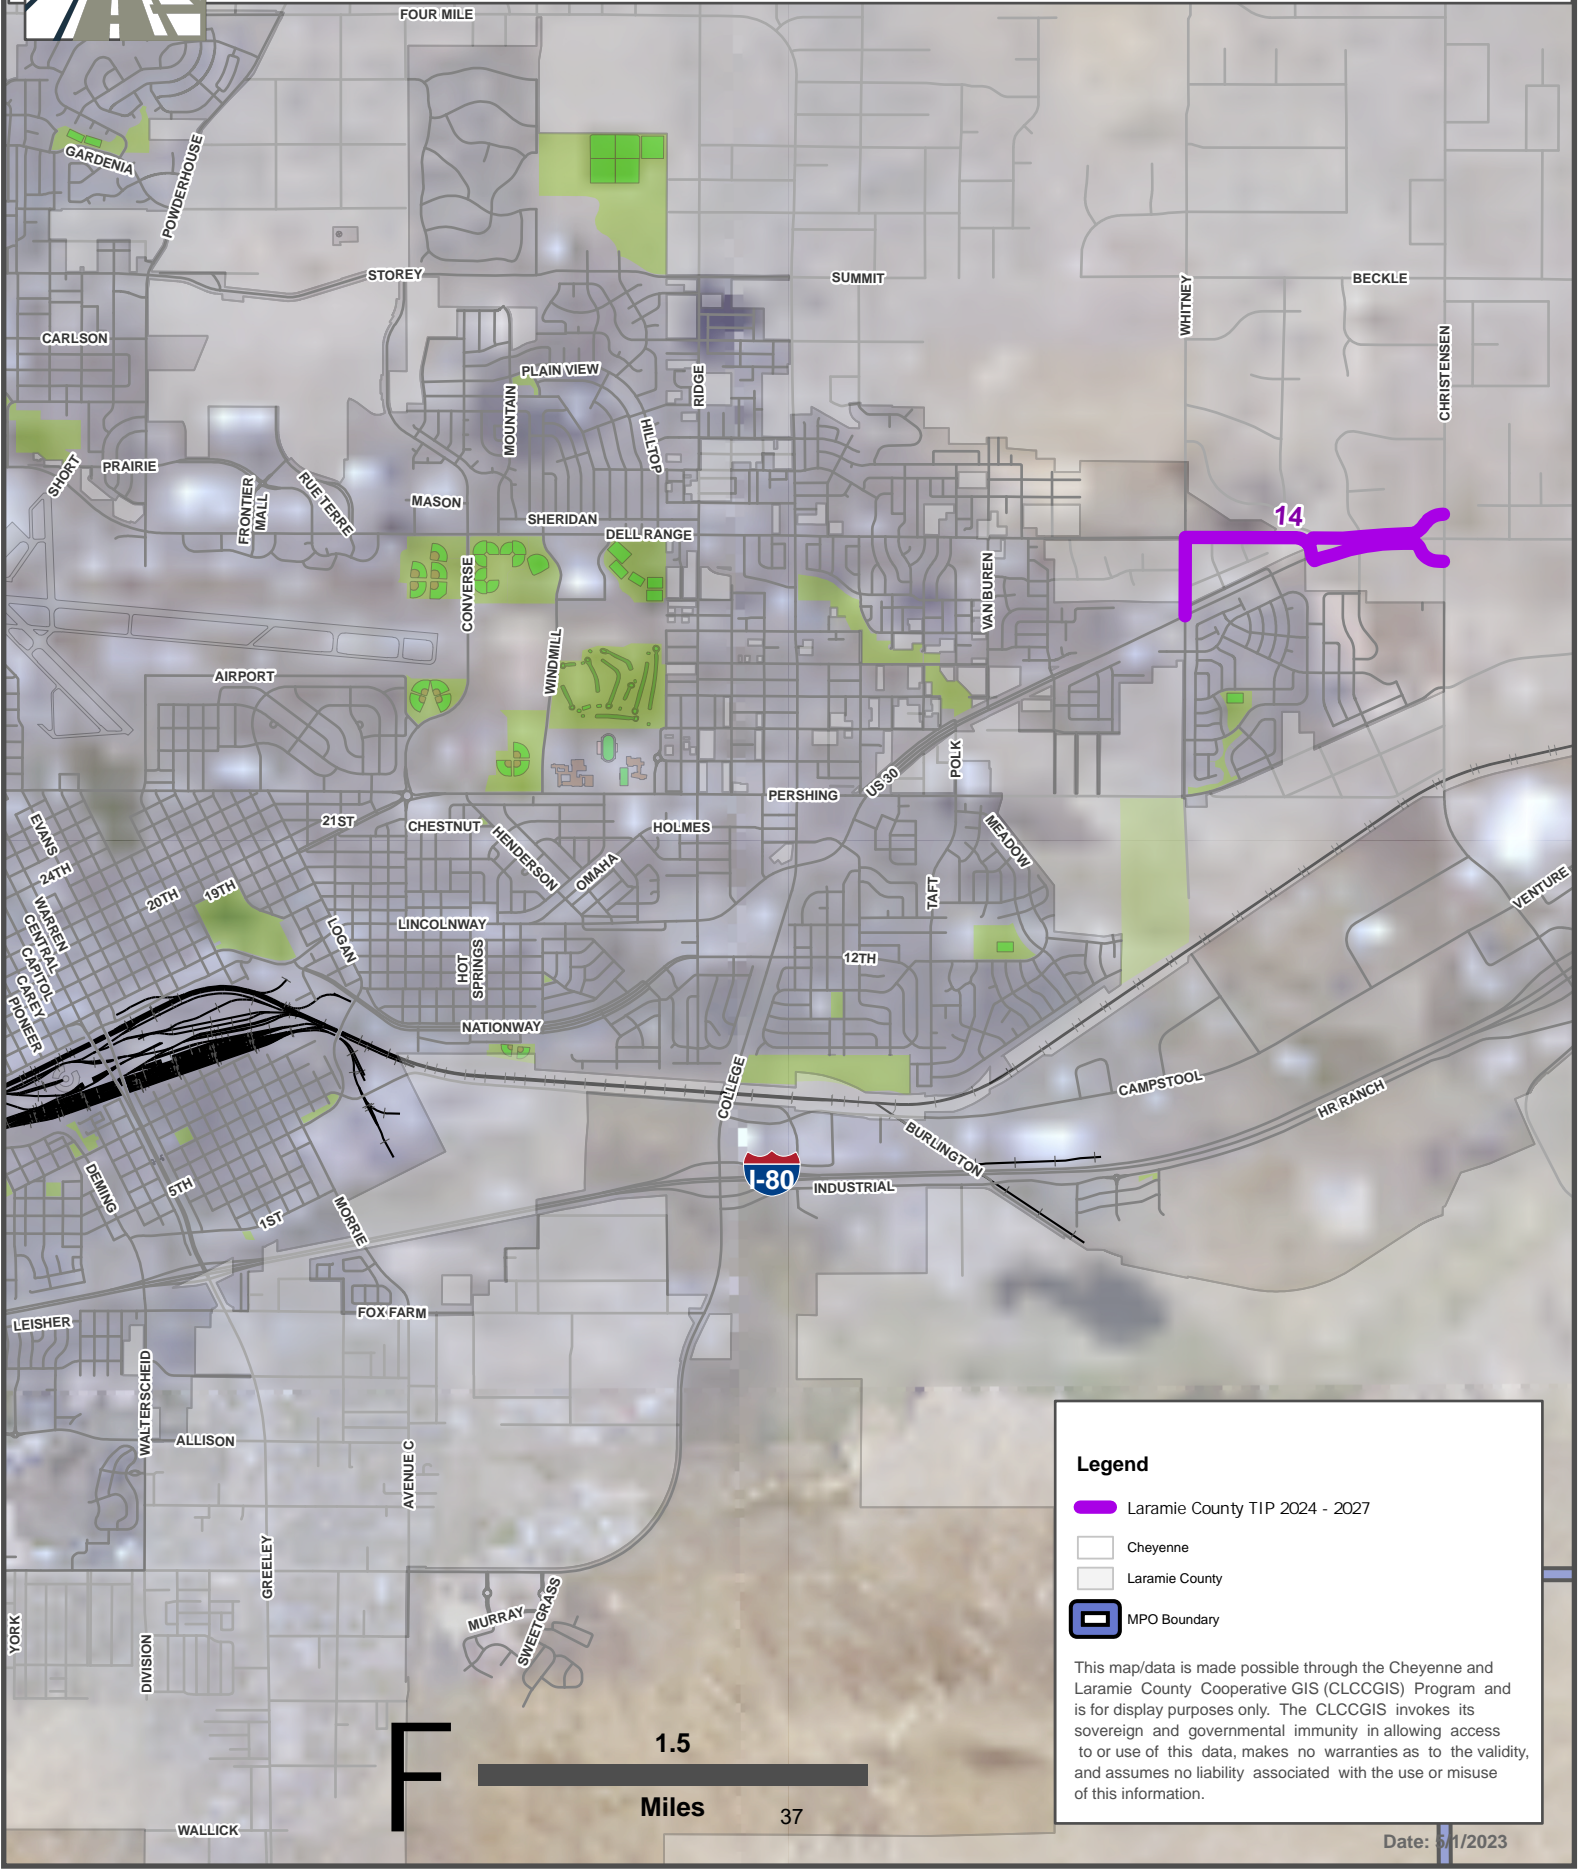 FOUR MILE
GARDENIA
POWDERHOUSE
STOREY
SUMMIT
WHITNEY
BECKLE
CARLSON
CHRISTENSEN
PLAIN VIEW
MOUNTAIN
RIDGE
HILLTOP
SHORT
PRAIRIE
FRONTIER
MALL
RUE TERRE
MASON
SHERIDAN
DELL RANGE
14
CONVERSE
VAN BUREN
WINDMILL
AIRPORT
POLK
US 30
PERSHING
EVANS
21ST
CHESTNUT
HENDERSON
HOLMES
MEADOW
24TH
20TH
19TH
OMAHA
TAFT
VENTURE
WARREN
CENTRAL
CAPITOL
CAREY
PIONEER
LOGAN
LINCOLNWAY
HOT
SPRINGS
12TH
NATIONWAY
COLLEGE
CAMPSTOOL
HR RANCH
BURLINGTON
I-80
INDUSTRIAL
DEMING
5TH
1ST
MORRIE
LEISHER
FOX FARM
WALTERSCHEID
ALLISON
AVENUE C
GREELEY
YORK
DIVISION
MURRAY
SWEETGRASS
WALLICK
F
1.5
Miles
37
Legend
Laramie County TIP 2024 - 2027
Cheyenne
Laramie County
MPO Boundary
This map/data is made possible through the Cheyenne and
Laramie County Cooperative GIS (CLCCGIS) Program and
is for display purposes only. The CLCCGIS invokes its
sovereign and governmental immunity in allowing access
to or use of this data, makes no warranties as to the validity,
and assumes no liability associated with the use or misuse
of this information.
Date: 5/1/2023